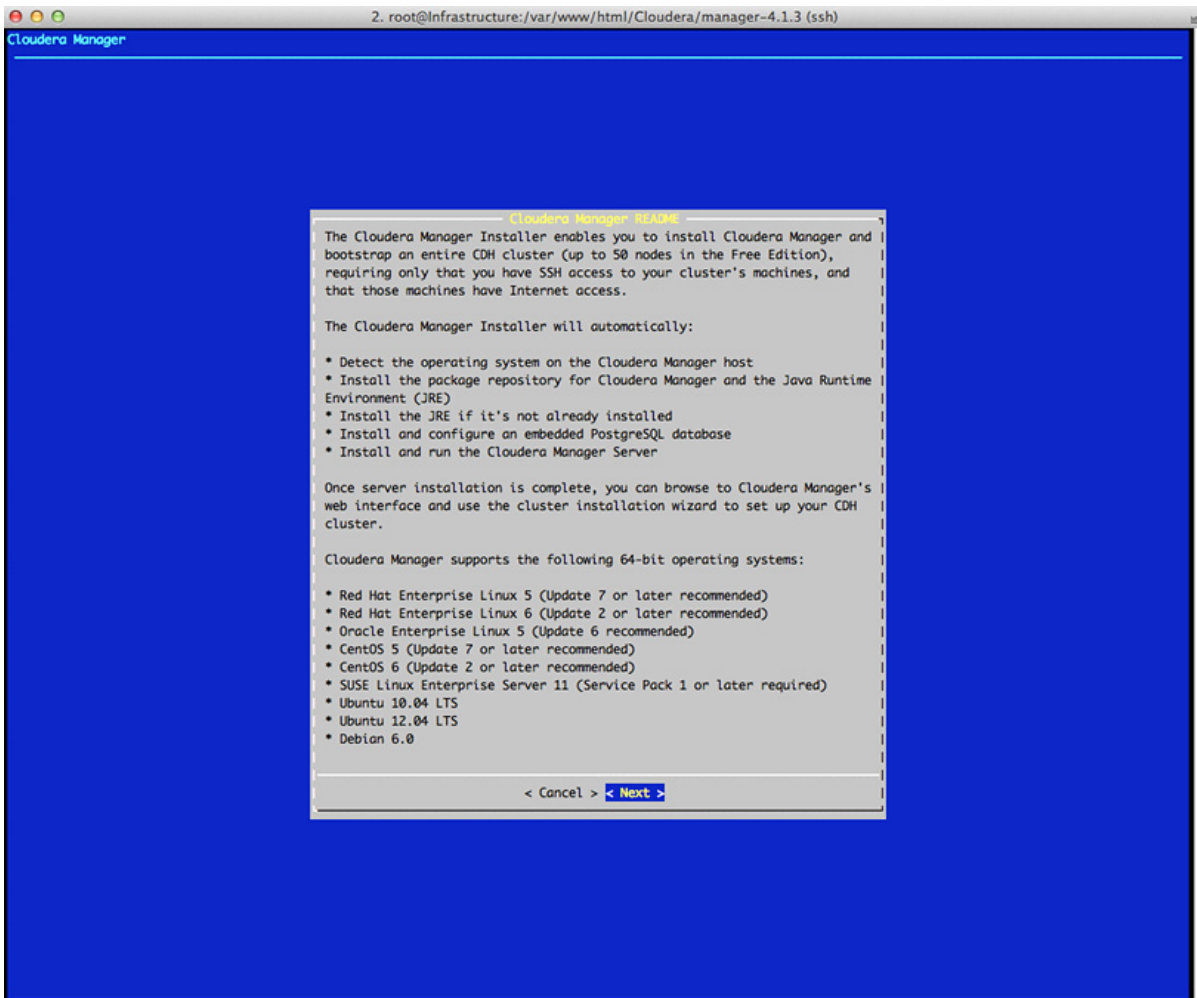 2. root@Infrastructure:/var/www/html/Cloudera/manager-4.1.3 (ssh)
Cloudera Manager
Cloudera Manager README
The Cloudera Manager Installer enables you to install Cloudera Manager and
bootstrap an entire CDH cluster (up to 50 nodes in the Free Edition),
requiring only that you have SSH access to your cluster's machines, and
that those machines have Internet access.
The Cloudera Manager Installer will automatically:
* Detect the operating system on the Cloudera Manager host
* Install the package repository for Cloudera Manager and the Java Runtime
Environment (JRE)
* Install the JRE if it's not already installed
* Install and configure an embedded PostgreSQL database
* Install and run the Cloudera Manager Server
Once server installation is complete, you can browse to Cloudera Manager's
web interface and use the cluster installation wizard to set up your CDH
cluster.
Cloudera Manager supports the following 64-bit operating systems:
* Red Hat Enterprise Linux 5 (Update 7 or later recommended)
* Red Hat Enterprise Linux 6 (Update 2 or later recommended)
* Oracle Enterprise Linux 5 (Update 6 recommended)
* CentOS 5 (Update 7 or later recommended)
* CentOS 6 (Update 2 or later recommended)
* SUSE Linux Enterprise Server 11 (Service Pack 1 or later required)
* Ubuntu 10.04 LTS
* Ubuntu 12.04 LTS
* Debian 6.0
< Cancel > < Next >